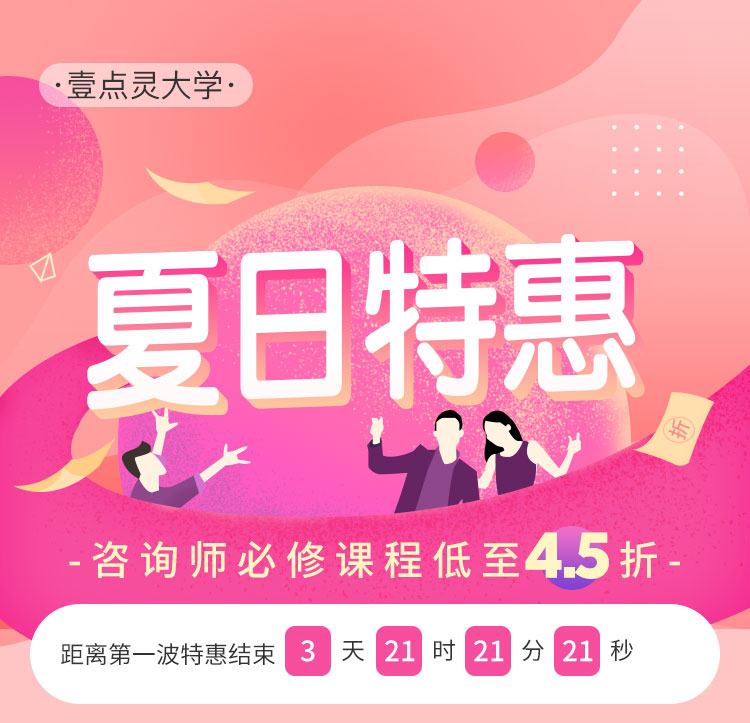 ·壹点灵大学·
夏日特惠
折
-咨询师必修课程低至4.5折-
距离第一波特惠结束 3 天 21 时 21 分 21 秒